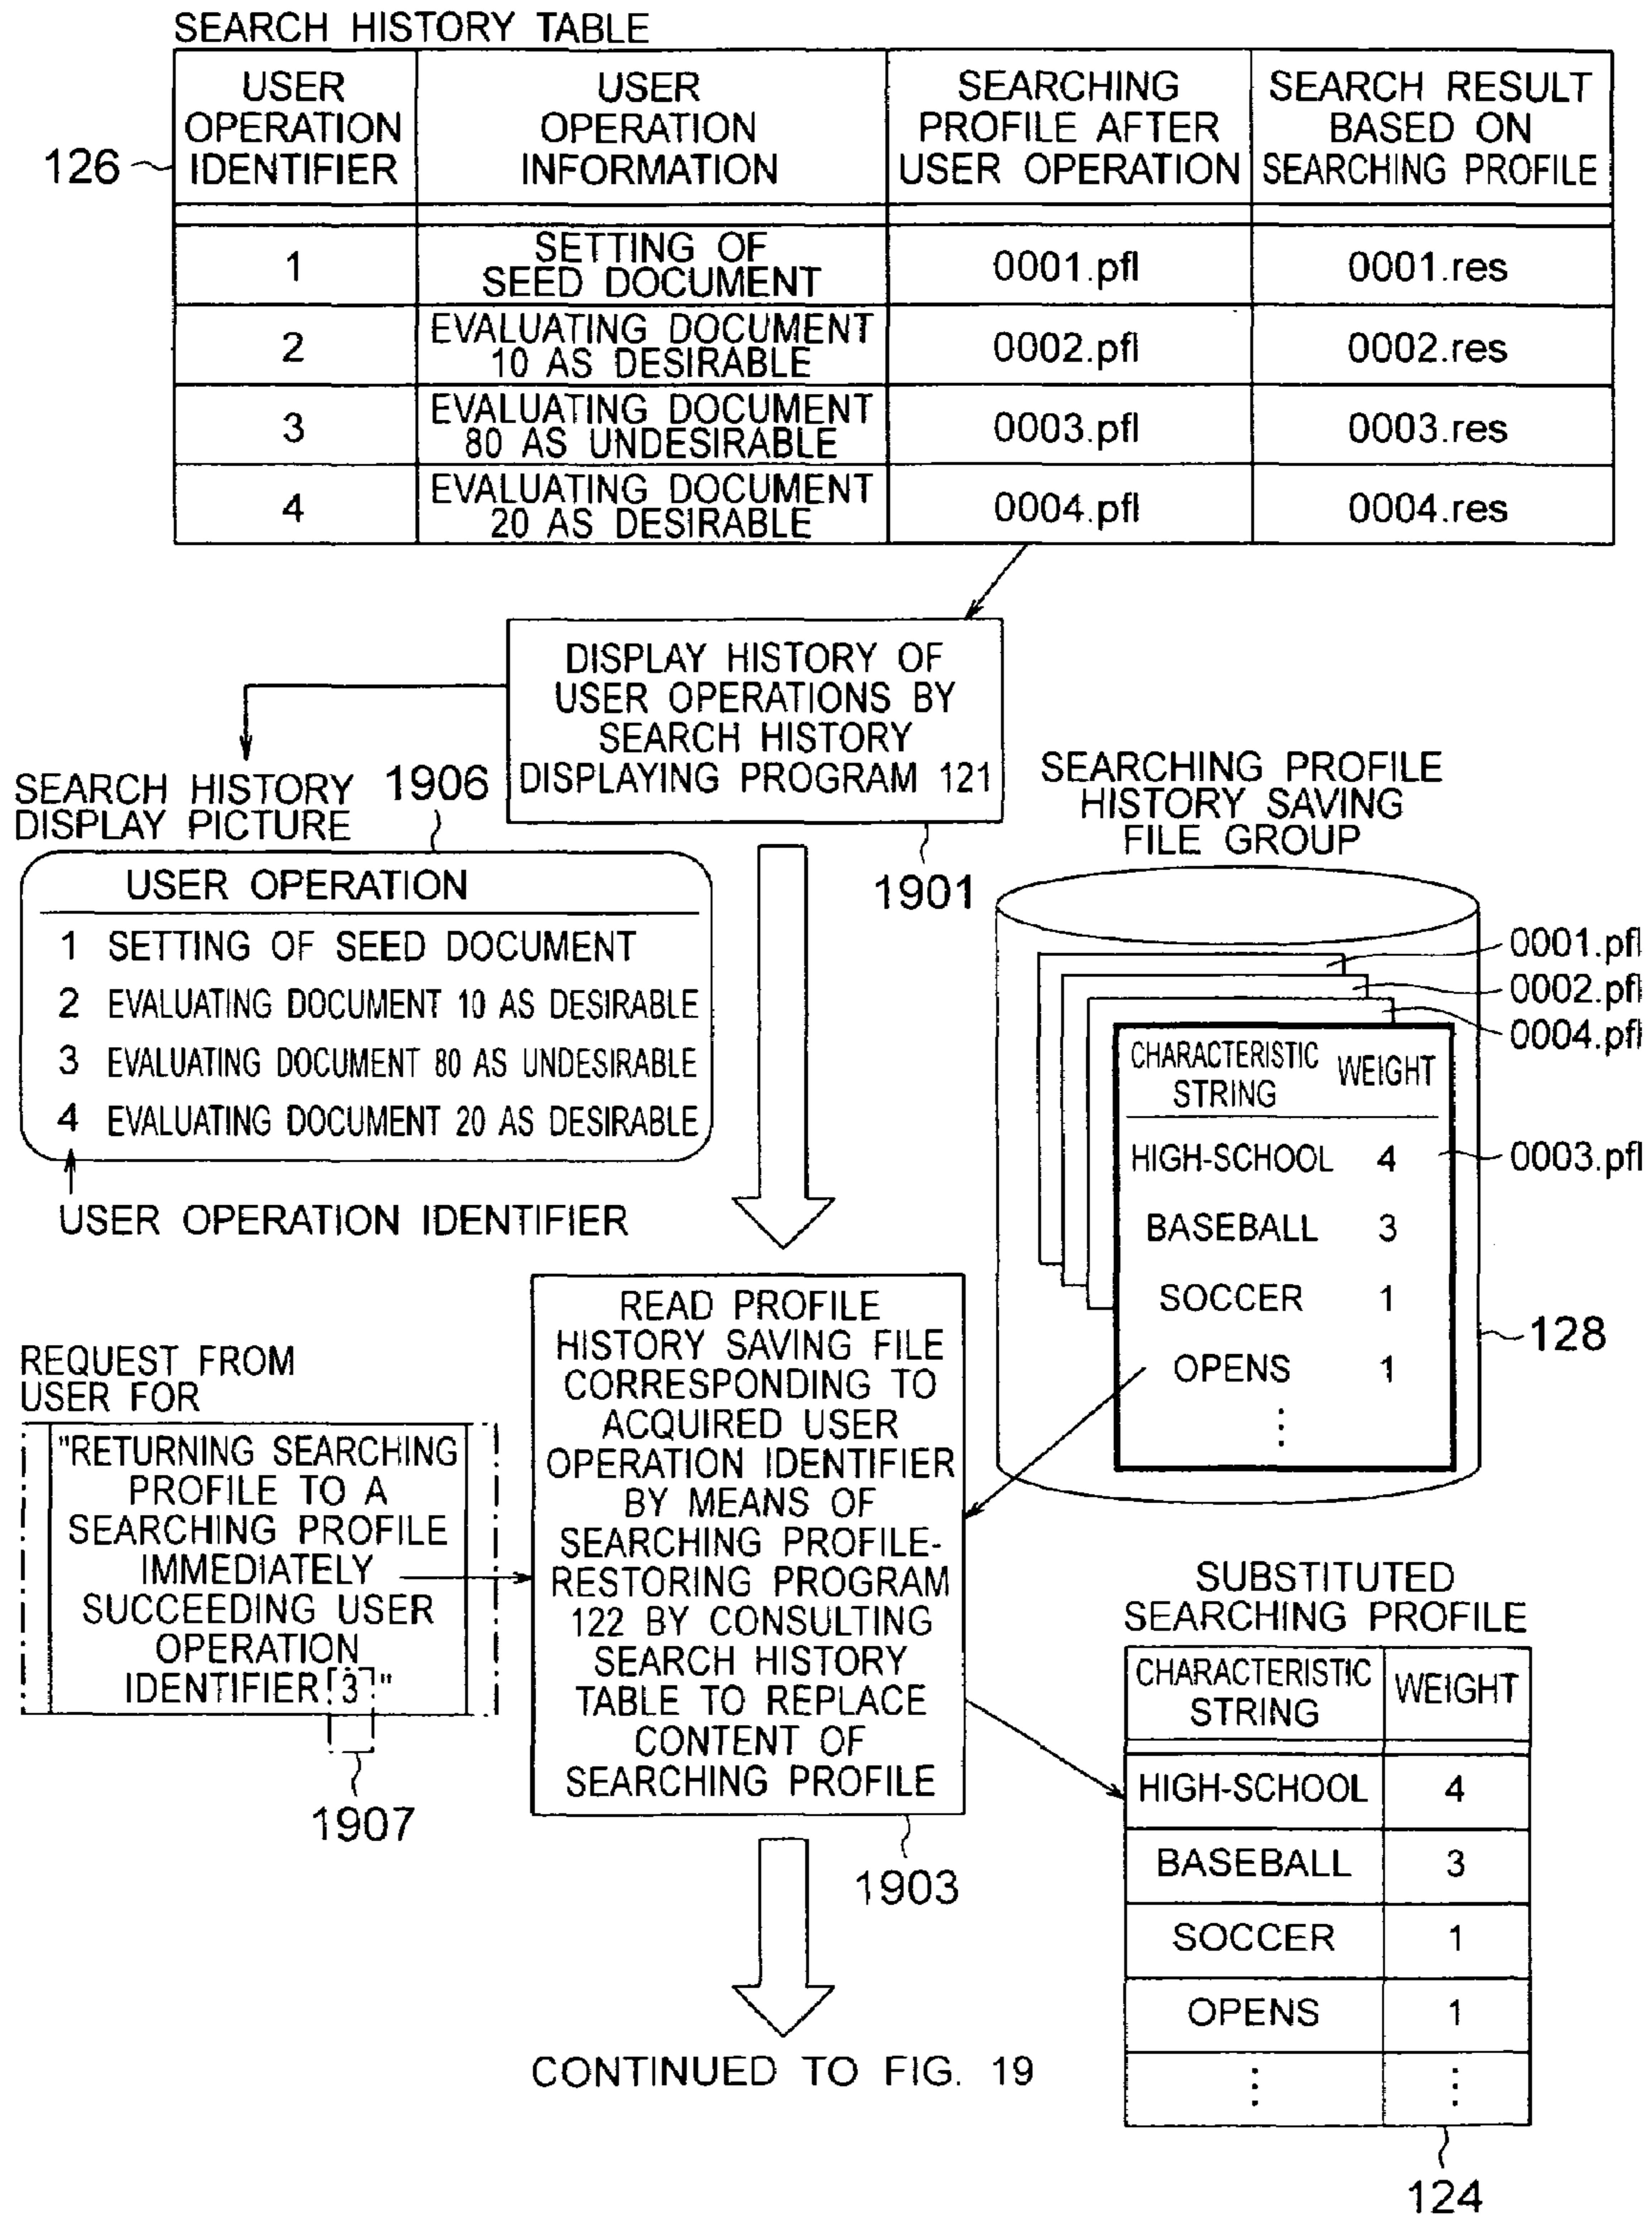 SEARCH HISTORY TABLE
USER
OPERATION
IDENTIFIER
USER
OPERATION
INFORMATION
SEARCHING
PROFILE AFTER
USER OPERATION
SEARCH RESULT
BASED ON
SEARCHING PROFILE
126
1
SETTING OF
SEED DOCUMENT
0001.pfl
0001.res
2
EVALUATING DOCUMENT
10 AS DESIRABLE
0002.pfl
0002.res
3
EVALUATING DOCUMENT
80 AS UNDESIRABLE
0003.pfl
0003.res
4
EVALUATING DOCUMENT
20 AS DESIRABLE
0004.pfl
0004.res
DISPLAY HISTORY OF
USER OPERATIONS BY
SEARCH HISTORY
DISPLAYING PROGRAM 121
1901
SEARCH HISTORY
DISPLAY PICTURE
1906
USER OPERATION
1 SETTING OF SEED DOCUMENT
2 EVALUATING DOCUMENT 10 AS DESIRABLE
3 EVALUATING DOCUMENT 80 AS UNDESIRABLE
4 EVALUATING DOCUMENT 20 AS DESIRABLE
USER OPERATION IDENTIFIER
SEARCHING PROFILE
HISTORY SAVING
FILE GROUP
0001.pfl
0002.pfl
0004.pfl
CHARACTERISTIC
STRING
WEIGHT
HIGH-SCHOOL 4
0003.pfl
BASEBALL 3
SOCCER 1
OPENS 1
⋮
128
REQUEST FROM
USER FOR
"RETURNING SEARCHING
PROFILE TO A
SEARCHING PROFILE
IMMEDIATELY
SUCCEEDING USER
OPERATION
IDENTIFIER 3"
1907
READ PROFILE
HISTORY SAVING FILE
CORRESPONDING TO
ACQUIRED USER
OPERATION IDENTIFIER
BY MEANS OF
SEARCHING PROFILE-
RESTORING PROGRAM
122 BY CONSULTING
SEARCH HISTORY
TABLE TO REPLACE
CONTENT OF
SEARCHING PROFILE
1903
SUBSTITUTED
SEARCHING PROFILE
CHARACTERISTIC
STRING
WEIGHT
HIGH-SCHOOL 4
BASEBALL 3
SOCCER 1
OPENS 1
⋮ ⋮
124
CONTINUED TO FIG. 19